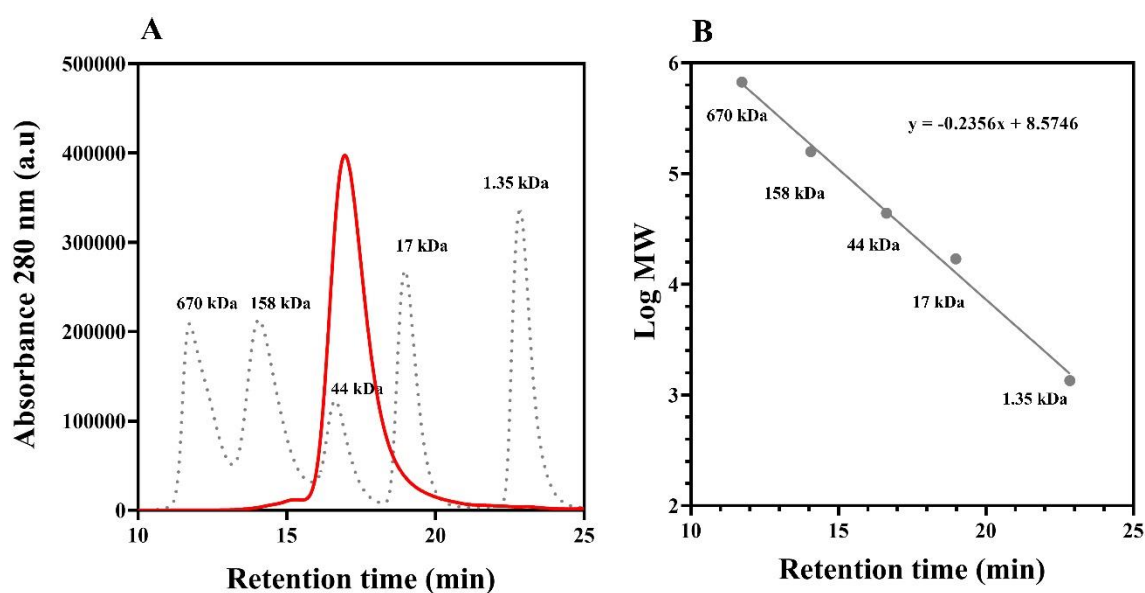 A
Absorbance 280 nm (a.u)
500000
400000
300000
200000
100000
0
670 kDa
158 kDa
44 kDa
17 kDa
1.35 kDa
10
15
20
25
Retention time (min)
B
Log MW
6
5
4
3
2
670 kDa
158 kDa
44 kDa
17 kDa
1.35 kDa
y = -0.2356x + 8.5746
10
15
20
25
Retention time (min)